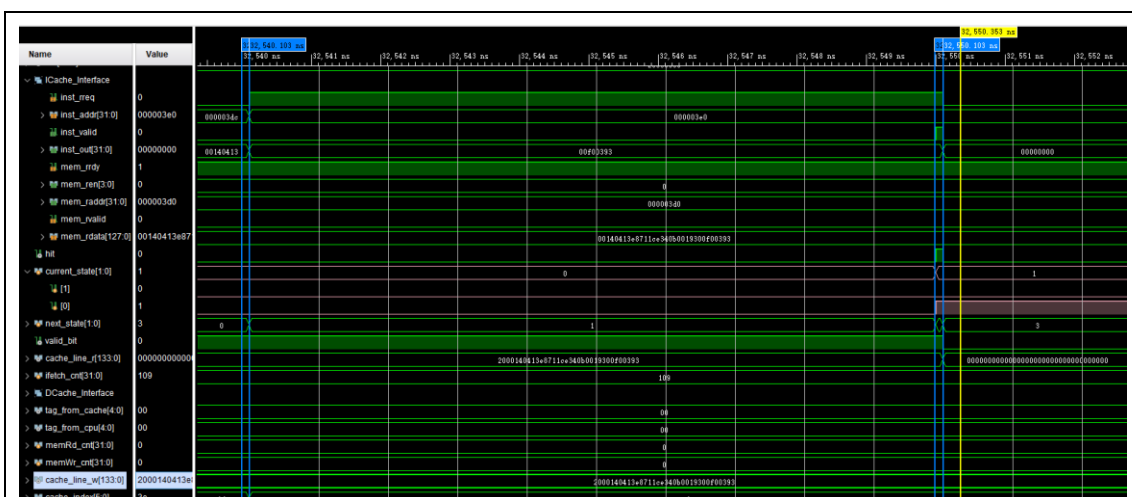 32,550.353 ns
32,540.103 ns
32,550.103 ns
Name Value
32,540 ns 32,541 ns 32,542 ns 32,543 ns 32,544 ns 32,545 ns 32,546 ns 32,547 ns 32,548 ns 32,549 ns 32,550 ns 32,551 ns 32,552 ns
ICache_Interface
inst_rreq 0
inst_addr[31:0] 000003e0 000003dc 000003e0
inst_valid 0
inst_out[31:0] 00000000 00140413 00f00393 00000000
mem_rrdy 1
mem_ren[3:0] 0 0
mem_raddr[31:0] 000003d0 000003d0
mem_rvalid 0
mem_rdata[127:0] 00140413e87 00140413e8711ce340b0019300f00393
hit 0
current_state[1:0] 1 0 1
[1] 0
[0] 1
next_state[1:0] 3 0 1 3
valid_bit 0
cache_line_r[133:0] 000000000000 2000140413e8711ce340b0019300f00393 0000000000000000000000000000000000
ifetch_cnt[31:0] 109 109
DCache_Interface
tag_from_cache[4:0] 00 00
tag_from_cpu[4:0] 00 00
memRd_cnt[31:0] 0 0
memWr_cnt[31:0] 0 0
cache_line_w[133:0] 2000140413e8 2000140413e8711ce340b0019300f00393